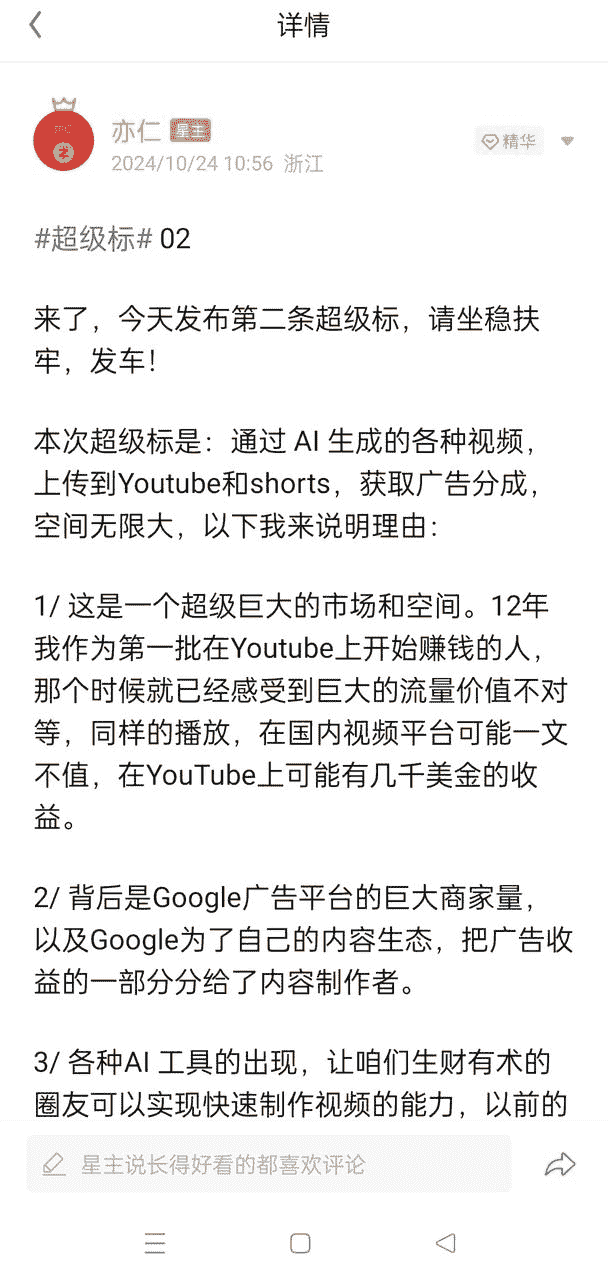 详情
亦仁 星主
2024/10/24 10:56 浙江
精华
#超级标# 02
来了，今天发布第二条超级标，请坐稳扶
牢，发车！
本次超级标是：通过 AI 生成的各种视频，
上传到Youtube和shorts，获取广告分成，
空间无限大，以下我来说明理由：
1/ 这是一个超级巨大的市场和空间。12年
我作为第一批在Youtube上开始赚钱的人，
那个时候就已经感受到巨大的流量价值不对
等，同样的播放，在国内视频平台可能一文
不值，在YouTube上可能有几千美金的收
益。
2/ 背后是Google广告平台的巨大商家量，
以及Google为了自己的内容生态，把广告收
益的一部分分给了内容制作者。
3/ 各种AI 工具的出现，让咱们生财有术的
圈友可以实现快速制作视频的能力，以前的
星主说长得好看的都喜欢评论